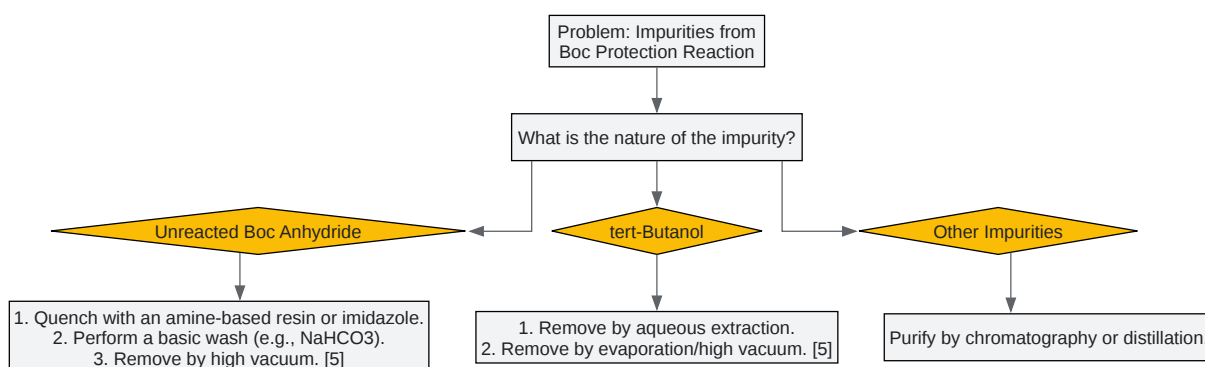 Problem: Impurities from
Boc Protection Reaction
What is the nature of the impurity?
Unreacted Boc Anhydride
tert-Butanol
Other Impurities
1. Quench with an amine-based resin or imidazole.
2. Perform a basic wash (e.g., NaHCO3).
3. Remove by high vacuum. [5]
1. Remove by aqueous extraction.
2. Remove by evaporation/high vacuum. [5]
Purify by chromatography or distillation.